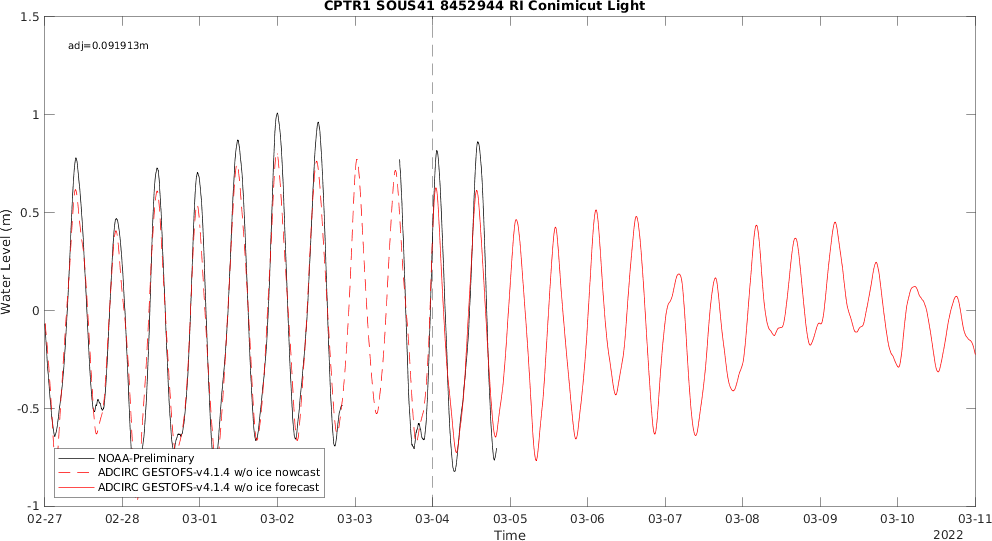 CPTR1 SOUS41 8452944 RI Conimicut Light
adj=0.091913m
Water Level (m)
1.5
1
0.5
0
-0.5
-1
NOAA-Preliminary
ADCIRC GESTOFS-v4.1.4 w/o ice nowcast
ADCIRC GESTOFS-v4.1.4 w/o ice forecast
02-27 02-28 03-01 03-02 03-03 03-04 03-05 03-06 03-07 03-08 03-09 03-10 03-11
Time
2022